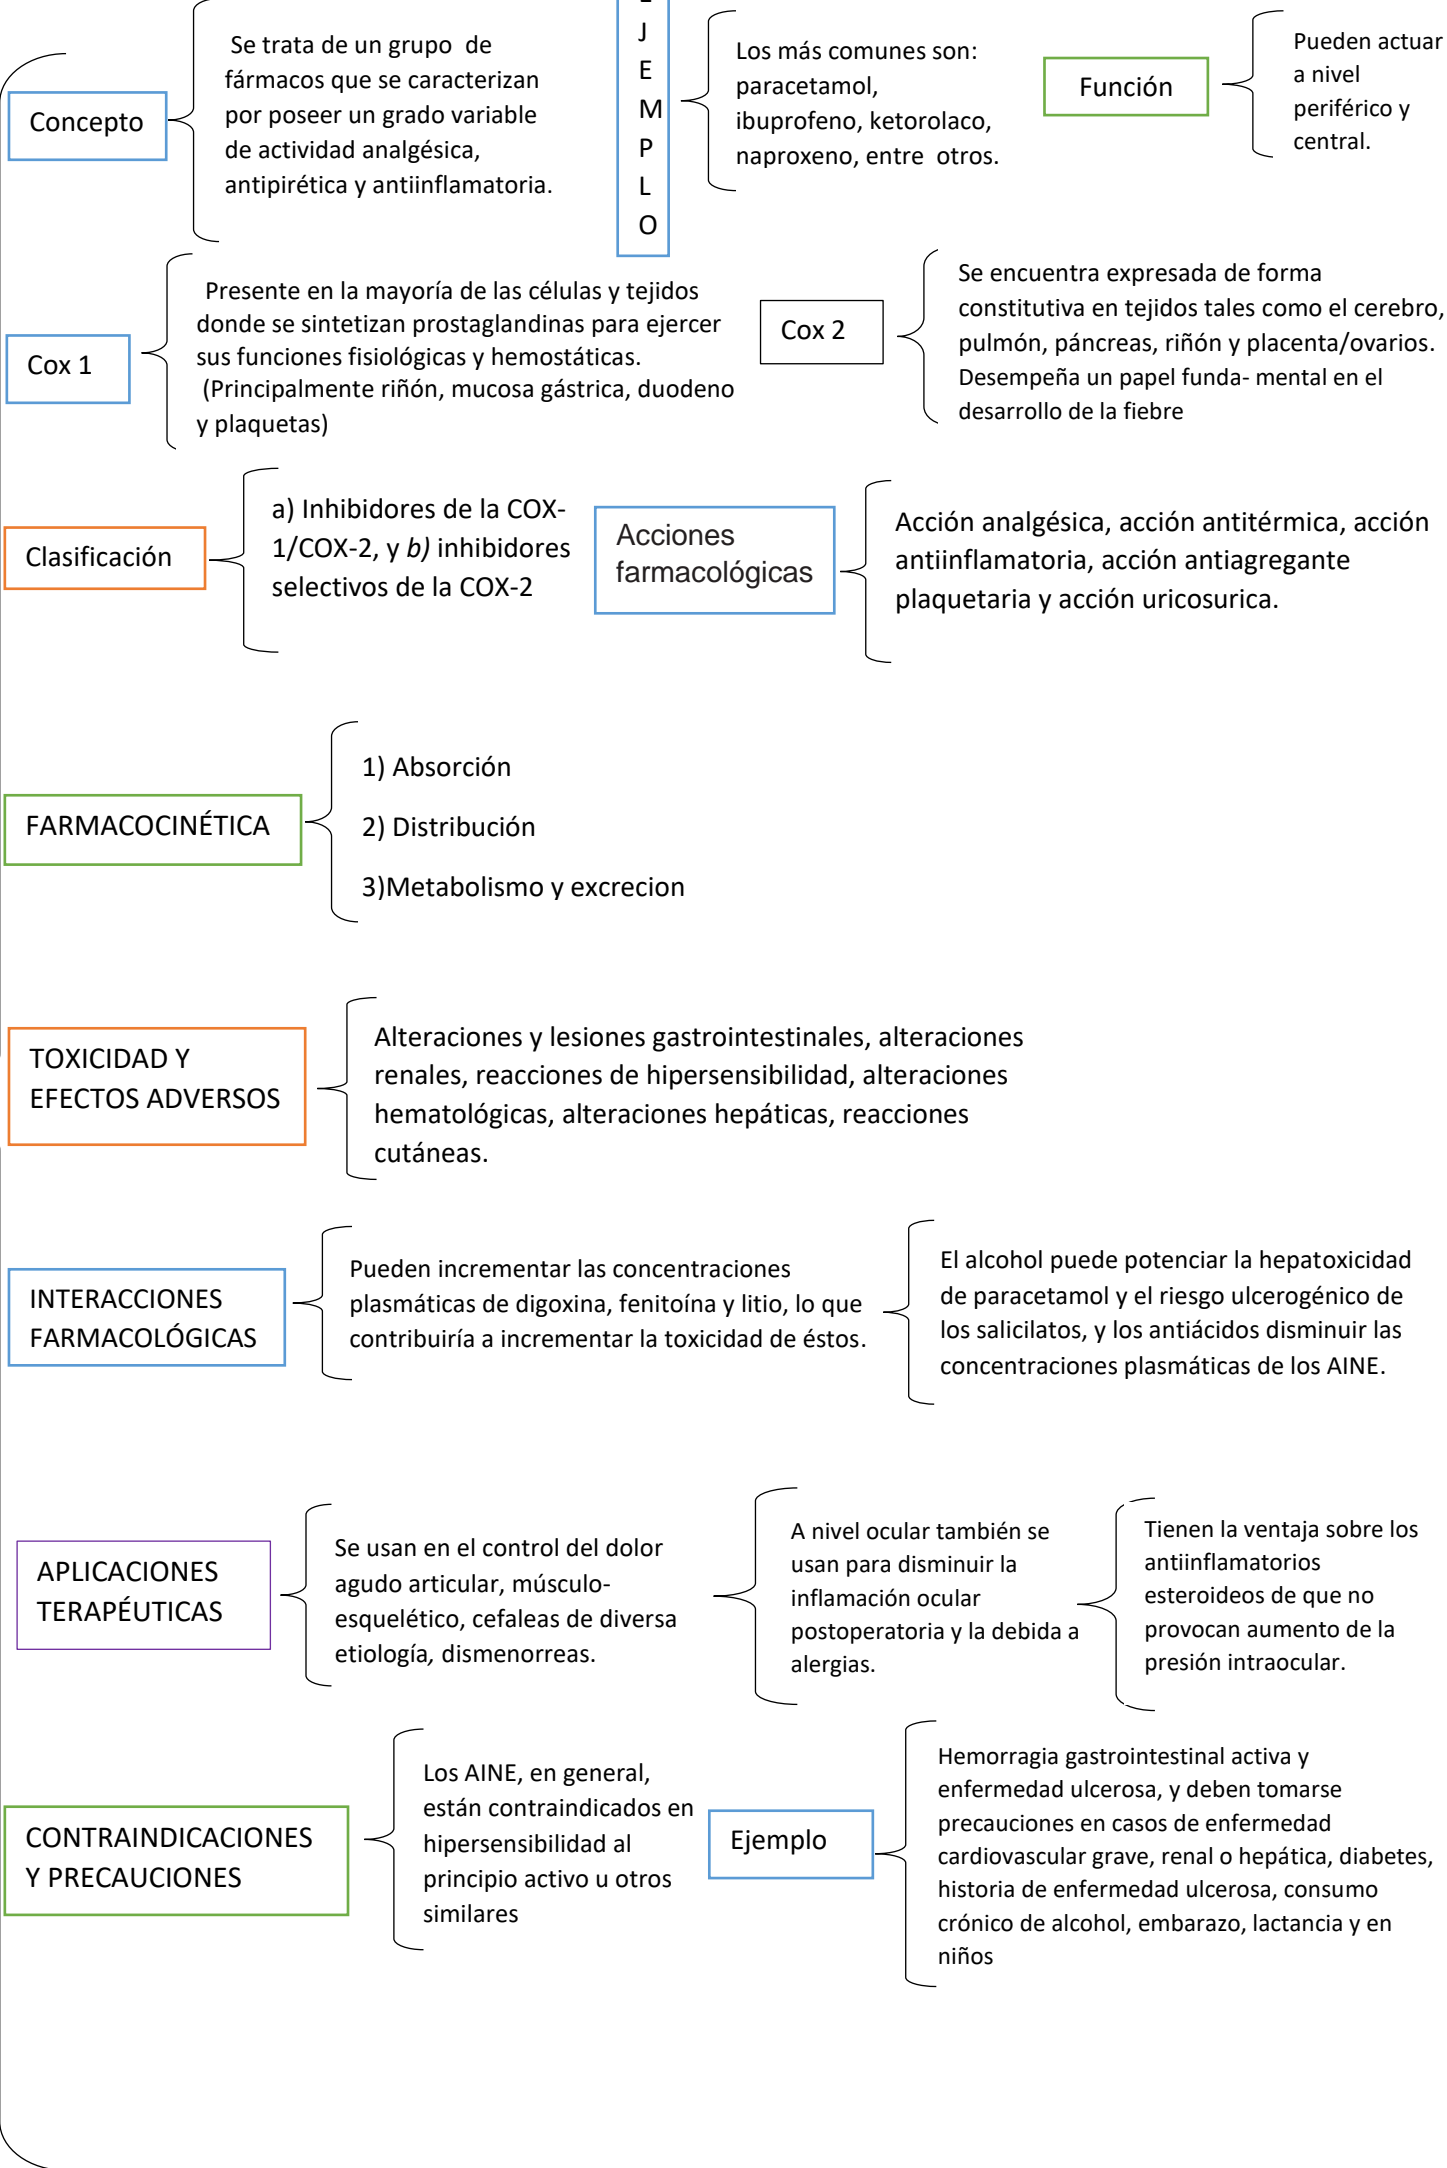 Concepto
Se trata de un grupo de
fármacos que se caracterizan
por poseer un grado variable
de actividad analgésica,
antipirética y antiinflamatoria.
E
J
E
M
P
L
O
Los más comunes son:
paracetamol,
ibuprofeno, ketorolaco,
naproxeno, entre otros.
Función
Pueden actuar
a nivel
periférico y
central.
Cox 1
Presente en la mayoría de las células y tejidos
donde se sintetizan prostaglandinas para ejercer
sus funciones fisiológicas y hemostáticas.
(Principalmente riñón, mucosa gástrica, duodeno
y plaquetas)
Cox 2
Se encuentra expresada de forma
constitutiva en tejidos tales como el cerebro,
pulmón, páncreas, riñón y placenta/ovarios.
Desempeña un papel funda- mental en el
desarrollo de la fiebre
Clasificación
a) Inhibidores de la COX-
1/COX-2, y b) inhibidores
selectivos de la COX-2
Acciones
farmacológicas
Acción analgésica, acción antitérmica, acción
antiinflamatoria, acción antiagregante
plaquetaria y acción uricosurica.
FARMACOCINÉTICA
1) Absorción
2) Distribución
3)Metabolismo y excrecion
TOXICIDAD Y
EFECTOS ADVERSOS
Alteraciones y lesiones gastrointestinales, alteraciones
renales, reacciones de hipersensibilidad, alteraciones
hematológicas, alteraciones hepáticas, reacciones
cutáneas.
INTERACCIONES
FARMACOLÓGICAS
Pueden incrementar las concentraciones
plasmáticas de digoxina, fenitoína y litio, lo que
contribuiría a incrementar la toxicidad de éstos.
El alcohol puede potenciar la hepatoxicidad
de paracetamol y el riesgo ulcerogénico de
los salicilatos, y los antiácidos disminuir las
concentraciones plasmáticas de los AINE.
APLICACIONES
TERAPÉUTICAS
Se usan en el control del dolor
agudo articular, músculo-
esquelético, cefaleas de diversa
etiología, dismenorreas.
A nivel ocular también se
usan para disminuir la
inflamación ocular
postoperatoria y la debida a
alergias.
Tienen la ventaja sobre los
antiinflamatorios
esteroideos de que no
provocan aumento de la
presión intraocular.
CONTRAINDICACIONES
Y PRECAUCIONES
Los AINE, en general,
están contraindicados en
hipersensibilidad al
principio activo u otros
similares
Ejemplo
Hemorragia gastrointestinal activa y
enfermedad ulcerosa, y deben tomarse
precauciones en casos de enfermedad
cardiovascular grave, renal o hepática, diabetes,
historia de enfermedad ulcerosa, consumo
crónico de alcohol, embarazo, lactancia y en
niños